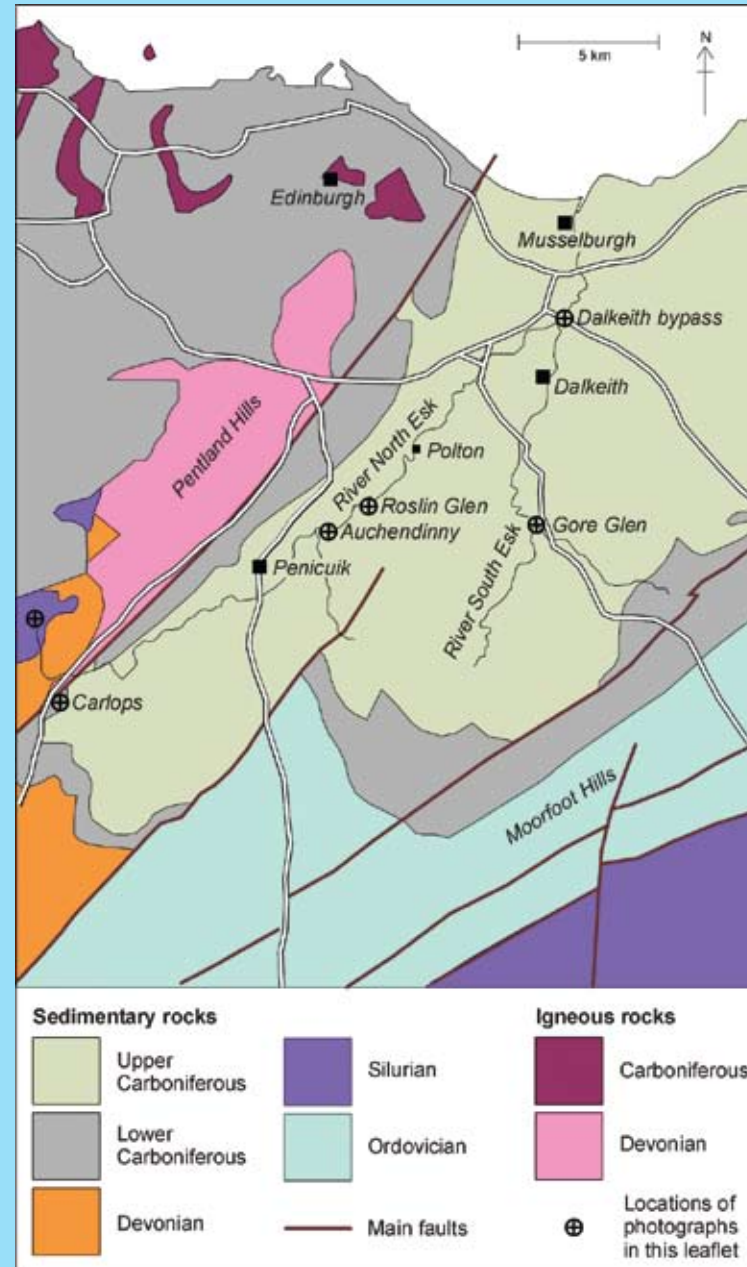 N
5 km
Edinburgh
Musselburgh
Dalkeith bypass
Dalkeith
Pentland Hills
River North Esk
Polton
Roslin Glen
Auchendinny
Gore Glen
Penicuik
River South Esk
Carlops
Moorfoot Hills
Sedimentary rocks
Upper
Carboniferous
Lower
Carboniferous
Devonian
Silurian
Ordovician
Main faults
Igneous rocks
Carboniferous
Devonian
Locations of
photographs
in this leaflet